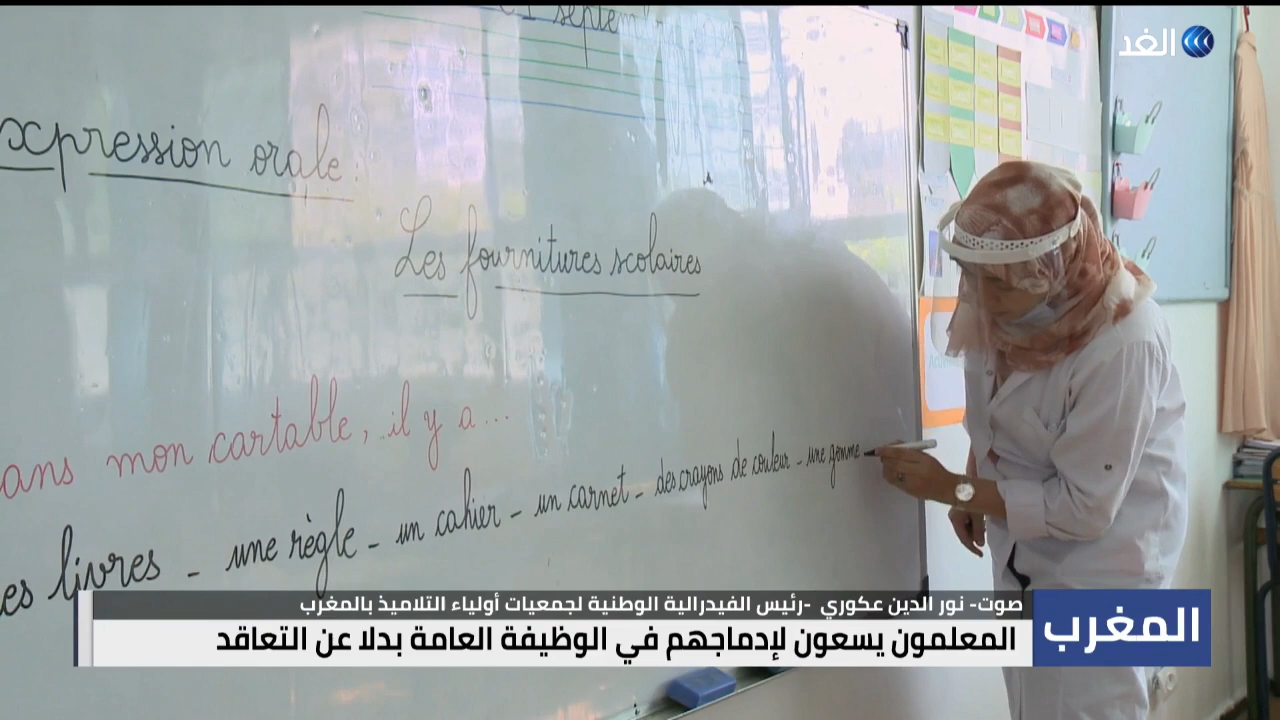 الغد
septem
xpression orale:
Les fournitures scolaires
ans mon cartable, il y a...
es livres - une règle - un cahier - un carnet - des crayons de couleur - une gomme -
صوت- نور الدين عكوري -رئيس الفيدرالية الوطنية لجمعيات أولياء التلاميذ بالمغرب
المغرب
المعلمون يسعون لإدماجهم في الوظيفة العامة بدلا عن التعاقد